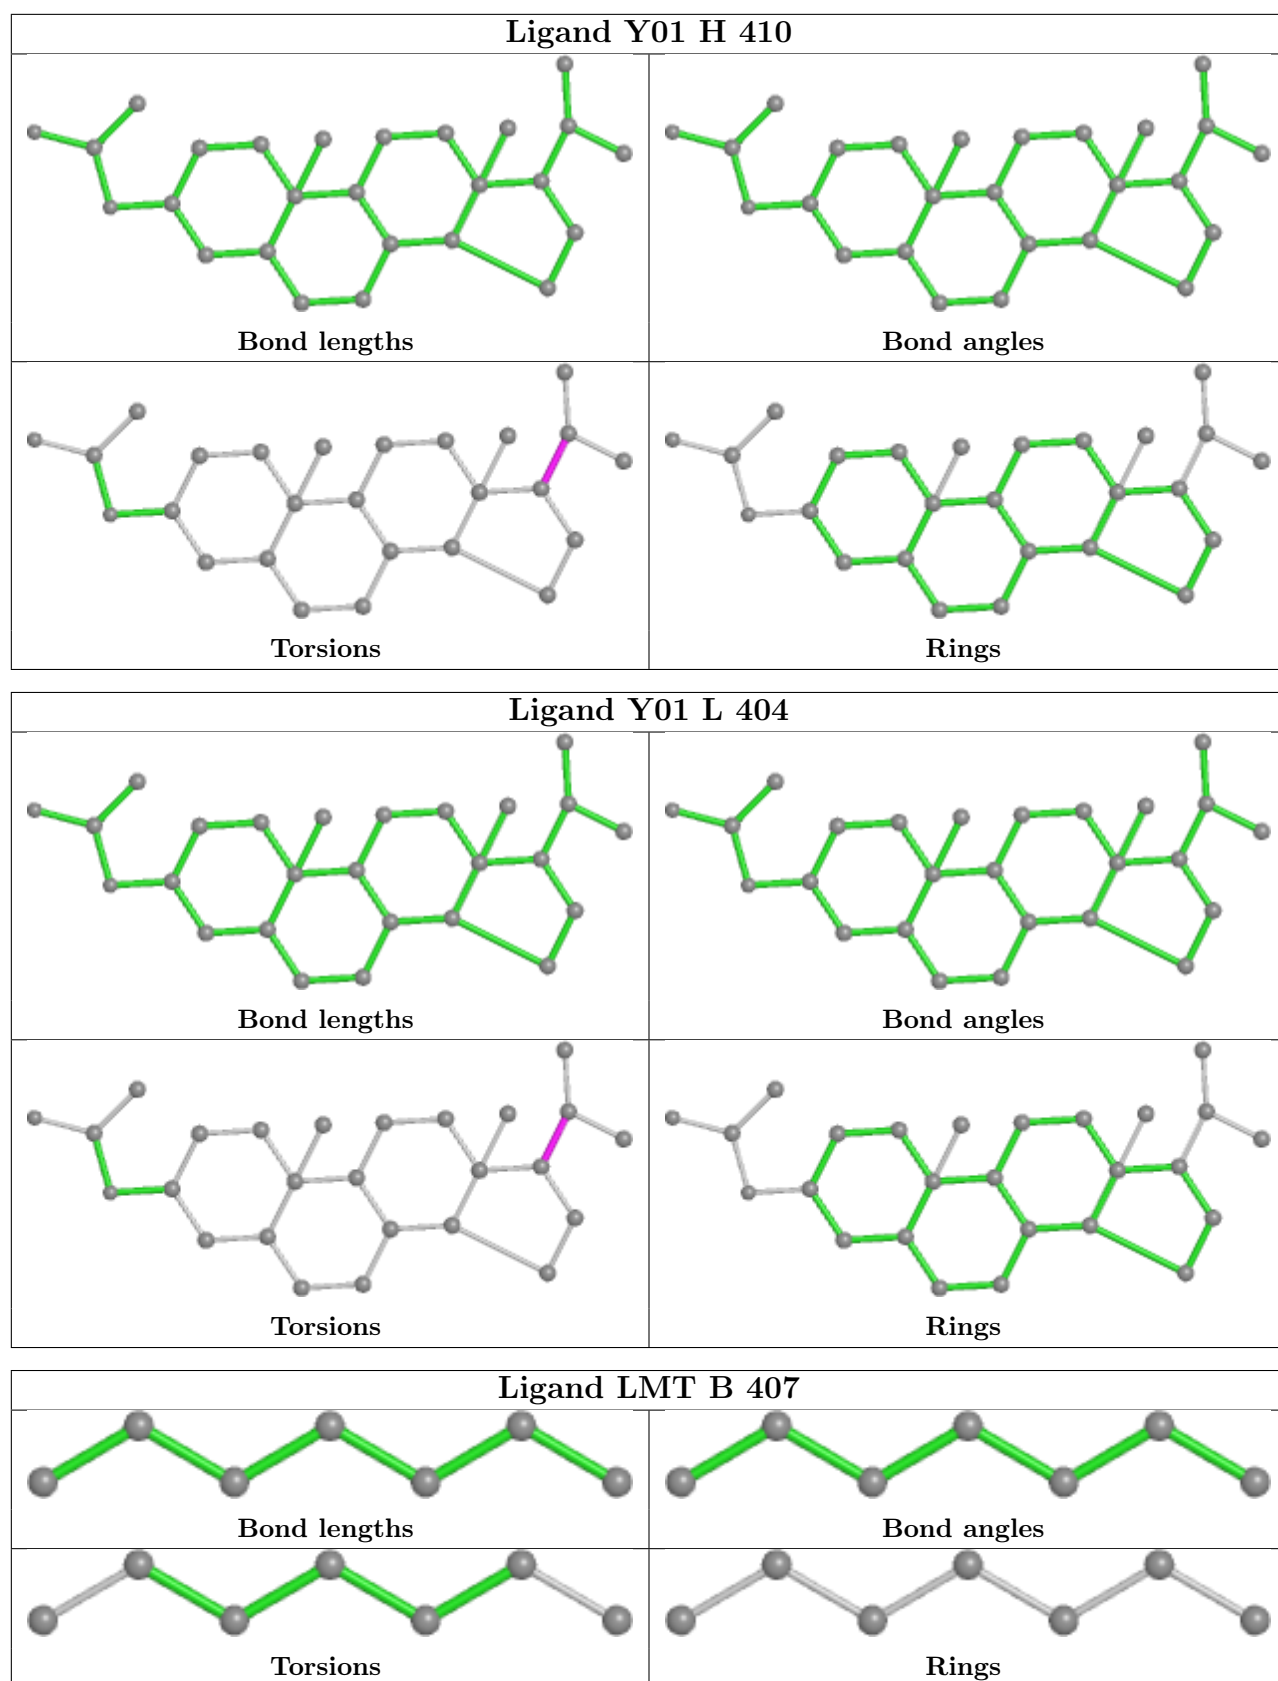 Ligand Y01 H 410
Bond lengths
Bond angles
Torsions
Rings
Ligand Y01 L 404
Bond lengths
Bond angles
Torsions
Rings
Ligand LMT B 407
Bond lengths
Bond angles
Torsions
Rings